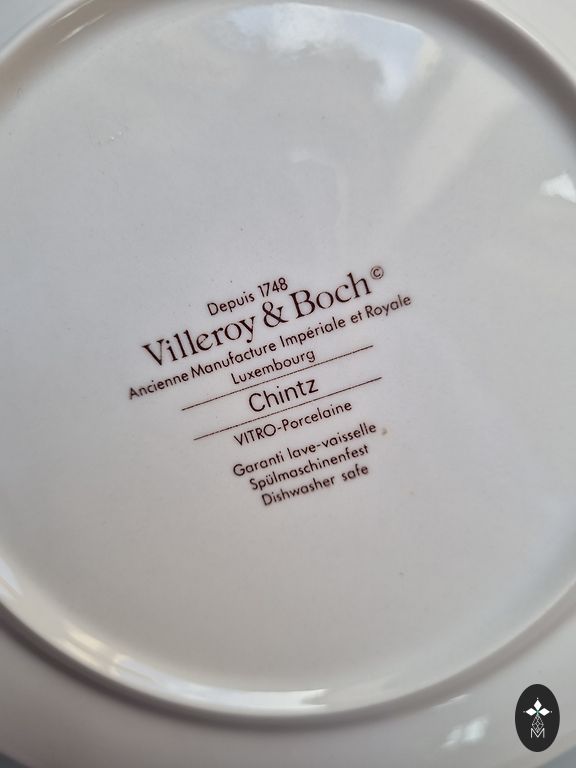 Depuis 1748
Villeroy & Boch©
Ancienne Manufacture Impériale et Royale
Luxembourg
Chintz
VITRO-Porcelaine
Garanti lave-vaisselle
Spülmaschinenfest
Dishwasher safe
M